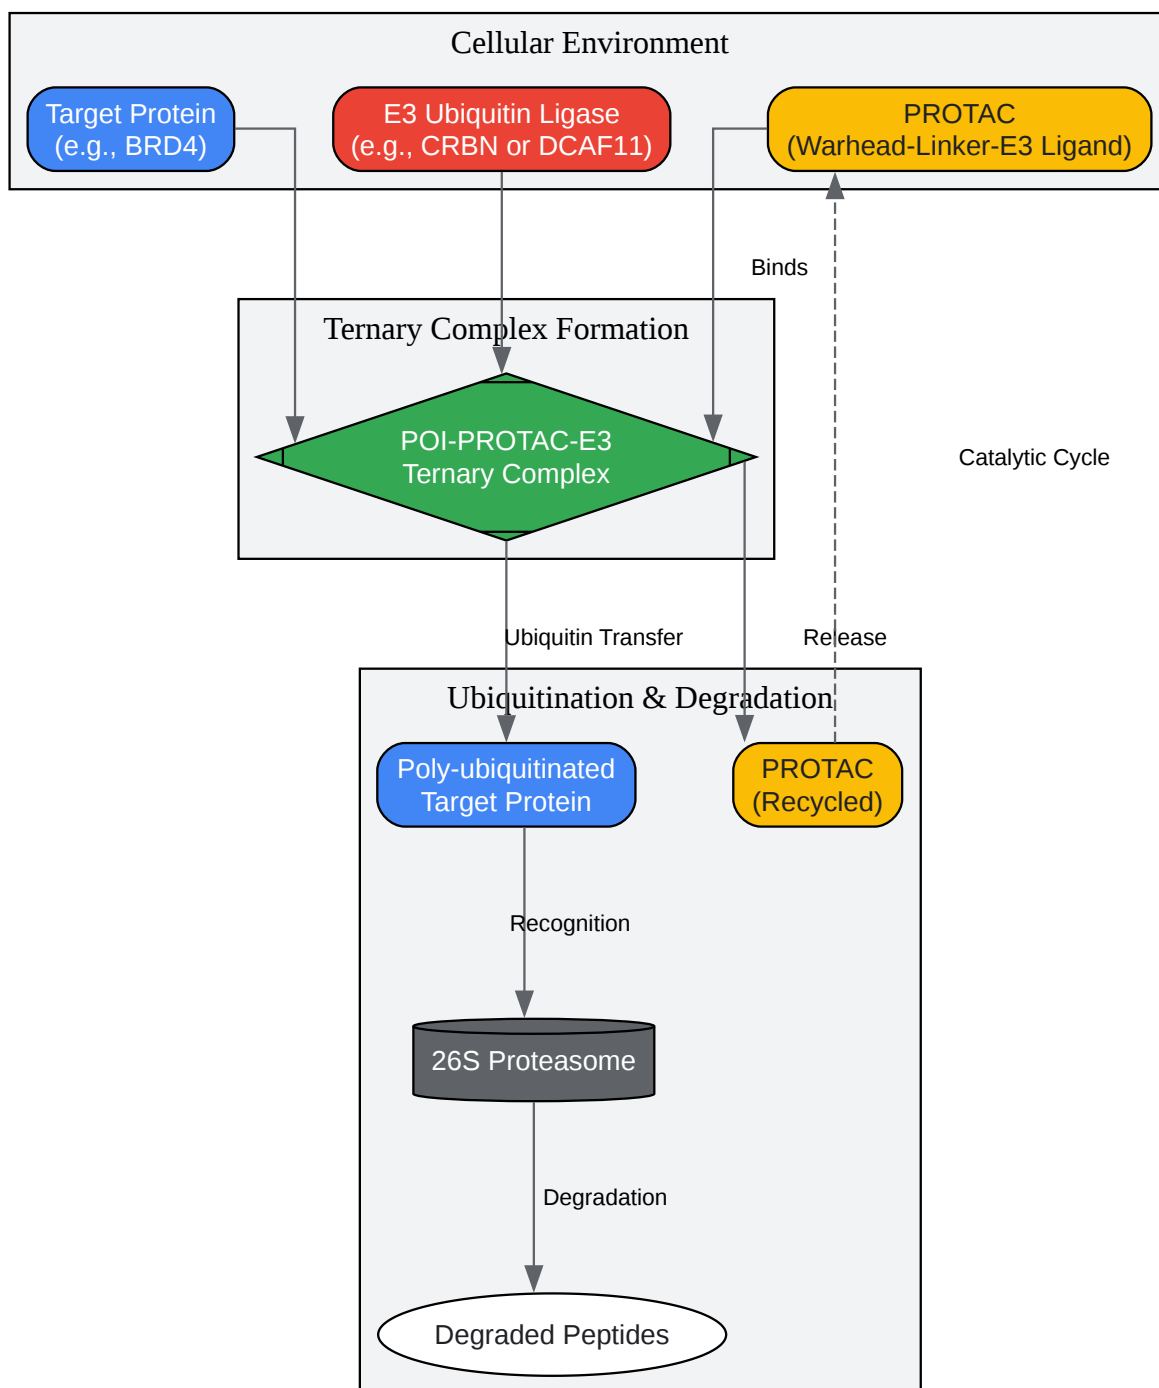 Cellular Environment
Target Protein
(e.g., BRD4)
E3 Ubiquitin Ligase
(e.g., CRBN or DCAF11)
PROTAC
(Warhead-Linker-E3 Ligand)
Binds
Ternary Complex Formation
POI-PROTAC-E3
Ternary Complex
Catalytic Cycle
Ubiquitin Transfer
Release
Ubiquitination & Degradation
Poly-ubiquitinated
Target Protein
PROTAC
(Recycled)
Recognition
26S Proteasome
Degradation
Degraded Peptides